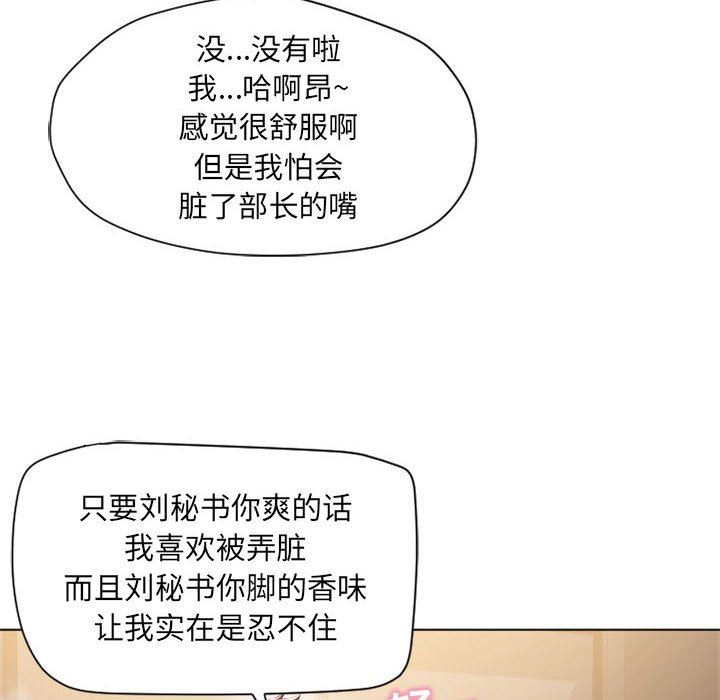 没...没有啦
我...哈啊昂~
感觉很舒服啊
但是我怕会
脏了部长的嘴
只要刘秘书你爽的话
我喜欢被弄脏
而且刘秘书你脚的香味
让我实在是忍不住